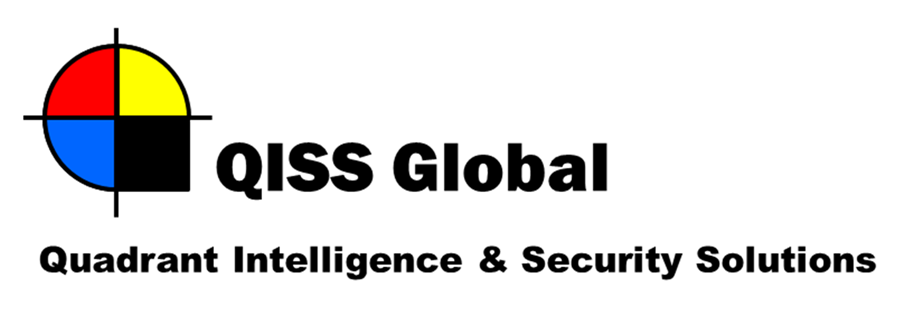 QISS Global
Quadrant Intelligence & Security Solutions